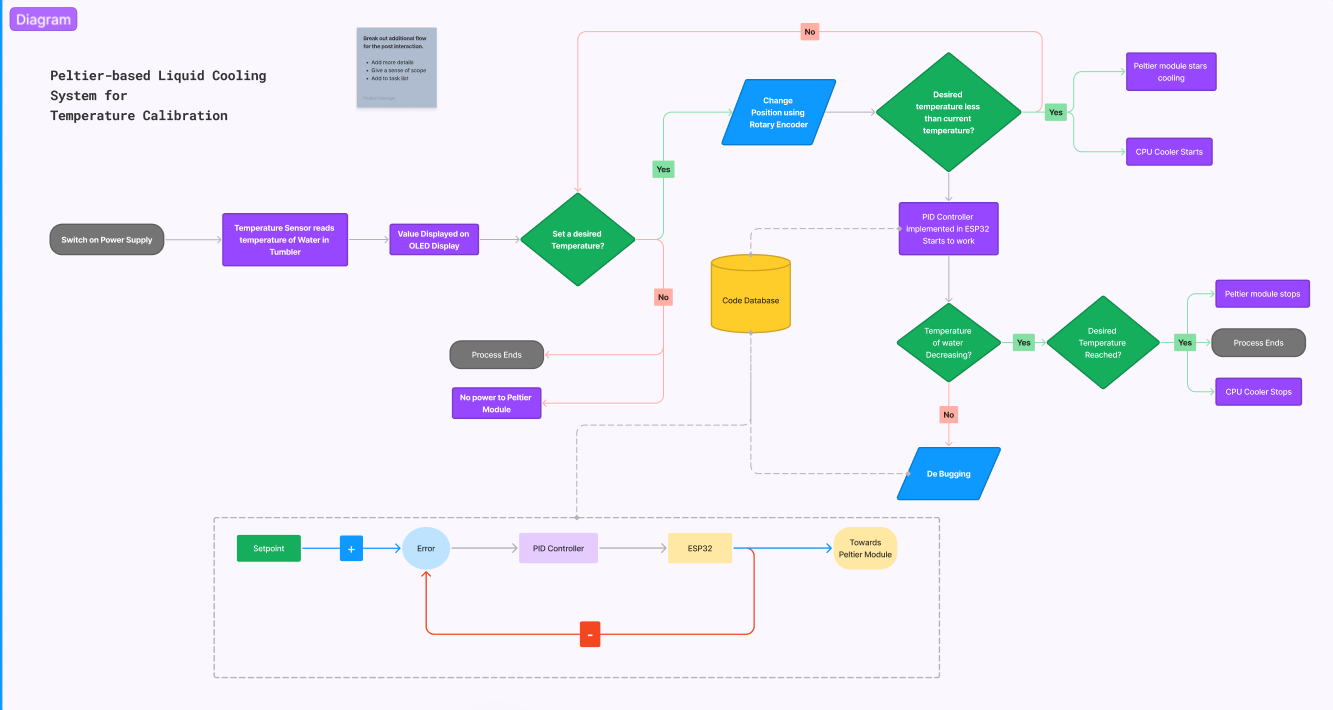 Diagram
Peltier-based Liquid Cooling
System for
Temperature Calibration
Break out additional flow
for the post interaction.
Add more details
Give a sense of scope
Add to task list
No
Desired
temperature less
than current
temperature?
Yes
Peltier module stars
cooling
CPU Cooler Starts
Change
Position using
Rotary Encoder
Yes
Switch on Power Supply
Temperature Sensor reads
temperature of Water in
Tumbler
Value Displayed on
OLED Display
Set a desired
Temperature?
PID Controller
implemented in ESP32
Starts to work
No
Code Database
Process Ends
No power to Peltier
Module
Temperature
of water
Decreasing?
Yes
Desired
Temperature
Reached?
Yes
Peltier module stops
Process Ends
CPU Cooler Stops
No
De Bugging
Setpoint
+
Error
PID Controller
ESP32
Towards
Peltier Module
-